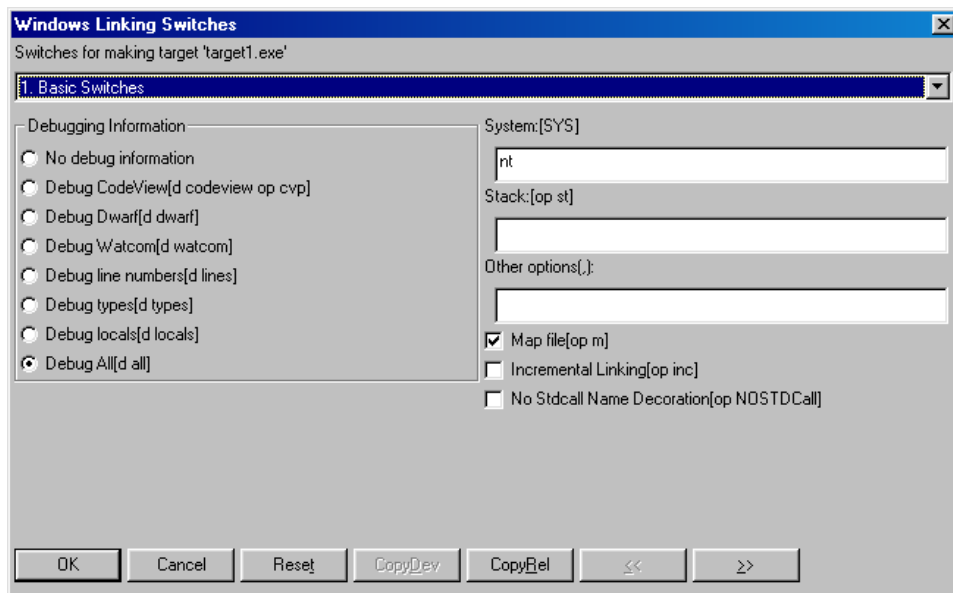 Windows Linking Switches
Switches for making target 'target1.exe'
1. Basic Switches
Debugging Information
No debug information
Debug CodeView[d codeview op cvp]
Debug Dwarf[d dwarf]
Debug Watcom[d watcom]
Debug line numbers[d lines]
Debug types[d types]
Debug locals[d locals]
Debug All[d all]
System:[SYS]
nt
Stack:[op st]
Other options(,):
Map file[op m]
Incremental Linking[op inc]
No Stdcall Name Decoration[op NOSTDCall]
OK
Cancel
Reset
CopyDev
CopyRel
<<
>>